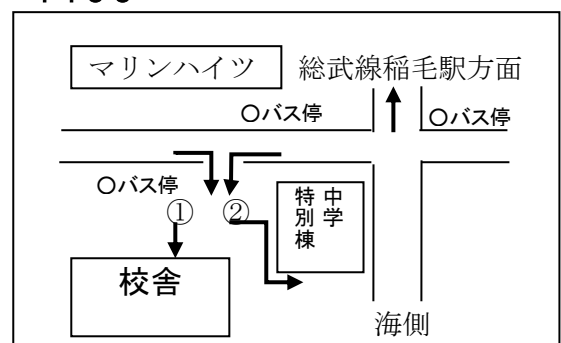 マリンハイツ
総武線稲毛駅方面
○バス停
○バス停
○バス停
①
②
中学
特別棟
校舎
海側